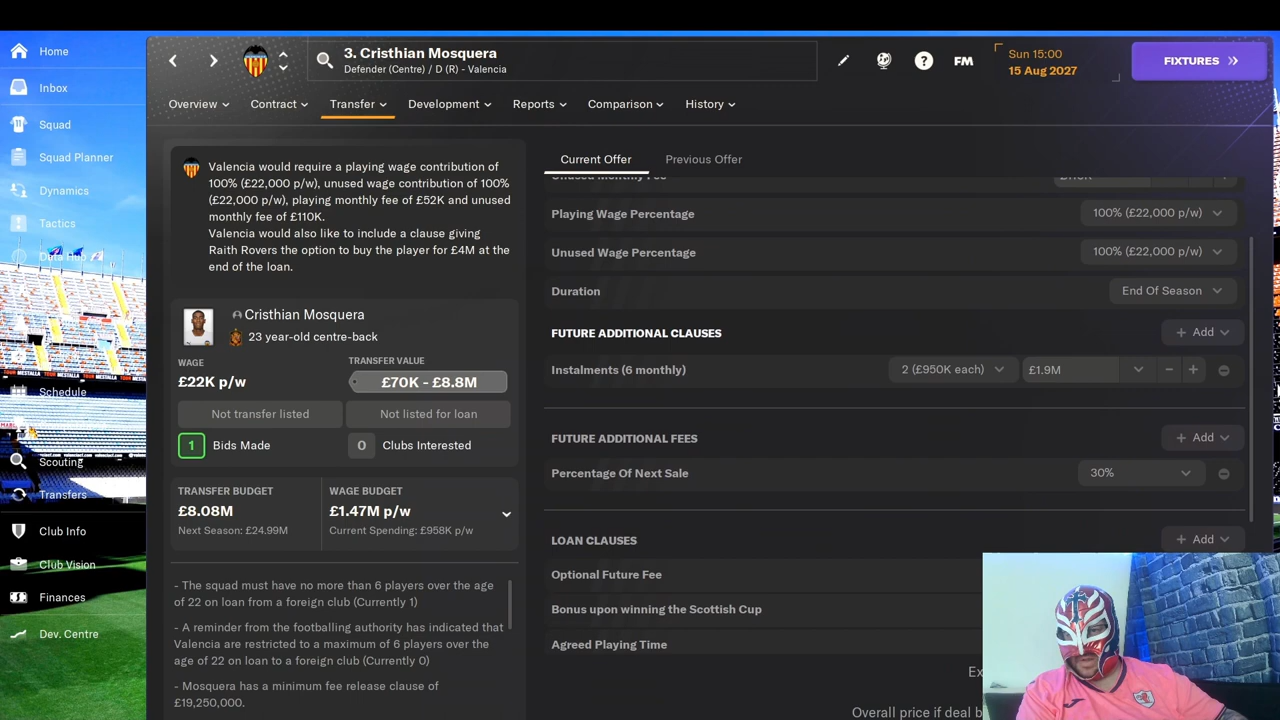 Home
Inbox
Squad
Squad Planner
Dynamics
Tactics
Data Hub
Schedule
Scouting
Transfers
Club Info
Club Vision
Finances
Dev. Centre
3. Cristhian Mosquera
Defender (Centre) / D (R) - Valencia
FM
Sun 15:00
15 Aug 2027
FIXTURES
Overview
Contract
Transfer
Development
Reports
Comparison
History
Valencia would require a playing wage contribution of
100% (£22,000 p/w), unused wage contribution of 100%
(£22,000 p/w), playing monthly fee of £52K and unused
monthly fee of £110K.
Valencia would also like to include a clause giving
Raith Rovers the option to buy the player for £4M at the
end of the loan.
Cristhian Mosquera
23 year-old centre-back
WAGE
£22K p/w
TRANSFER VALUE
£70K - £8.8M
Not transfer listed
Not listed for loan
1 Bids Made
0 Clubs Interested
TRANSFER BUDGET
£8.08M
Next Season: £24.99M
WAGE BUDGET
£1.47M p/w
Current Spending: £958K p/w
- The squad must have no more than 6 players over the
age of 22 on loan from a foreign club (Currently 1)
- A reminder from the footballing authority has indicated that
Valencia are restricted to a maximum of 6 players over the
age of 22 on loan to a foreign club (Currently 0)
- Mosquera has a minimum fee release clause of
£19,250,000.
Current Offer
Previous Offer
Unused Monthly Fee
Playing Wage Percentage
100% (£22,000 p/w)
Unused Wage Percentage
100% (£22,000 p/w)
Duration
End Of Season
FUTURE ADDITIONAL CLAUSES
+ Add
Instalments (6 monthly)
2 (£950K each)
£1.9M
FUTURE ADDITIONAL FEES
+ Add
Percentage Of Next Sale
30%
LOAN CLAUSES
+ Add
Optional Future Fee
Bonus upon winning the Scottish Cup
Agreed Playing Time
Ex
Overall price if deal b